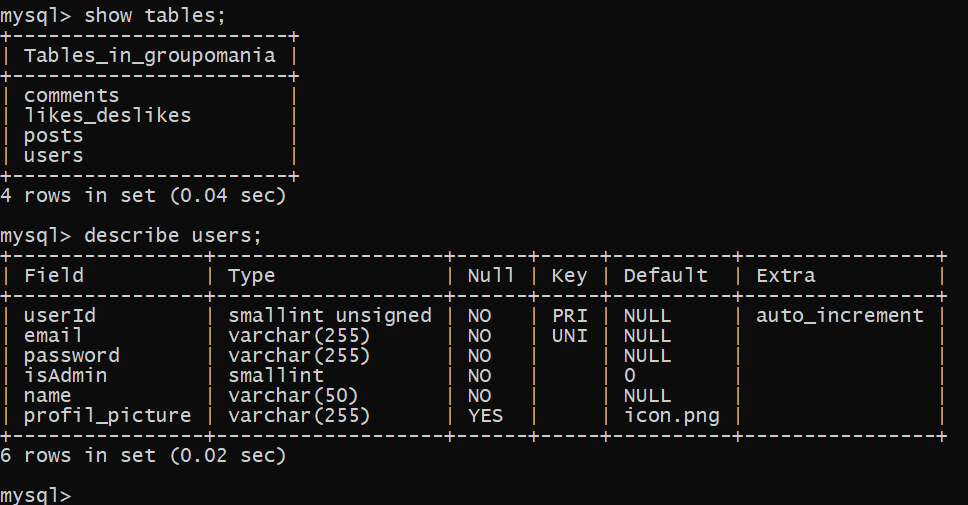 mysql> show tables;
+-----------------------+
| Tables_in_groupomania |
+-----------------------+
| comments              |
| likes_deslikes        |
| posts                 |
| users                 |
+-----------------------+
4 rows in set (0.04 sec)

mysql> describe users;
+----------------+-------------------+------+-----+----------+----------------+
| Field          | Type              | Null | Key | Default  | Extra          |
+----------------+-------------------+------+-----+----------+----------------+
| userId         | smallint unsigned | NO   | PRI | NULL     | auto_increment |
| email          | varchar(255)      | NO   | UNI | NULL     |                |
| password       | varchar(255)      | NO   |     | NULL     |                |
| isAdmin        | smallint          | NO   |     | 0        |                |
| name           | varchar(50)       | NO   |     | NULL     |                |
| profil_picture | varchar(255)      | YES  |     | icon.png |                |
+----------------+-------------------+------+-----+----------+----------------+
6 rows in set (0.02 sec)

mysql>